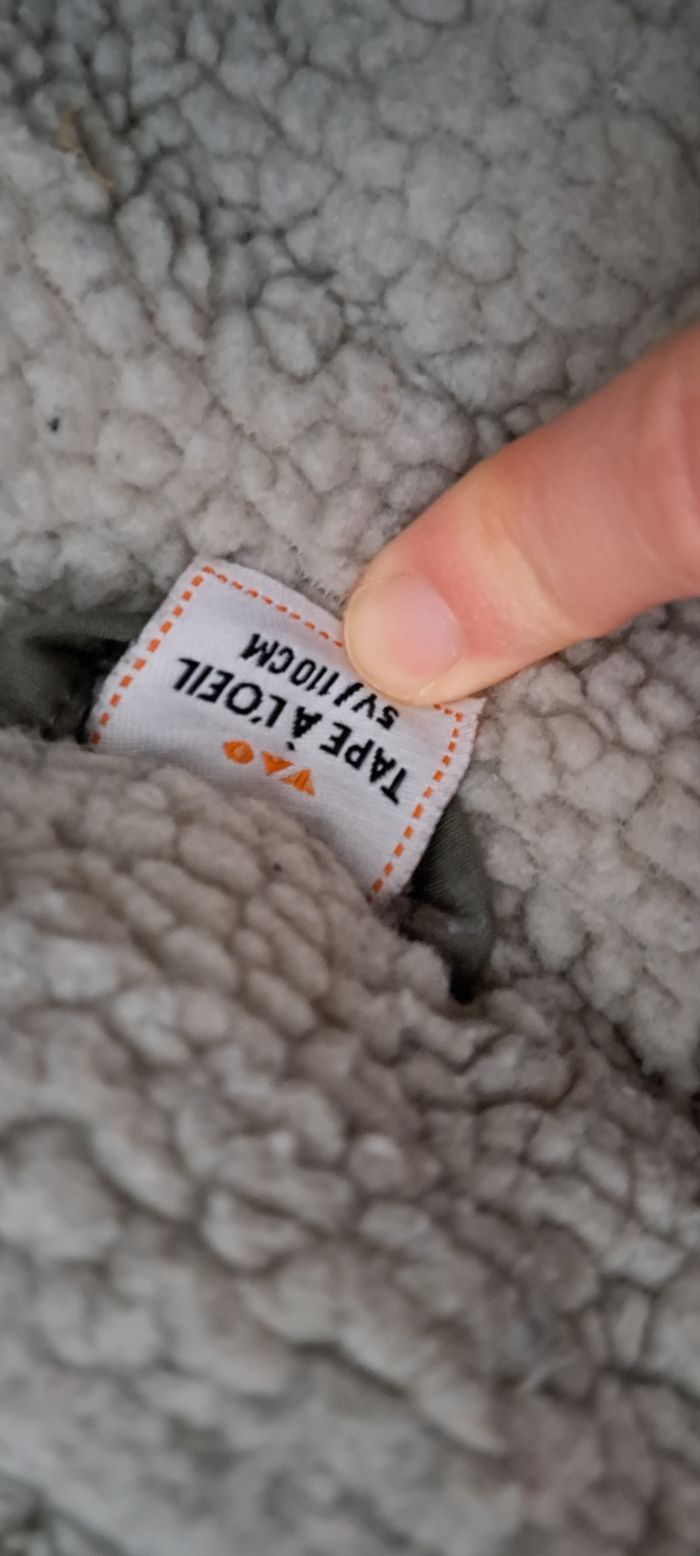 TAO
TAPE À L'OEIL
5Y/110CM